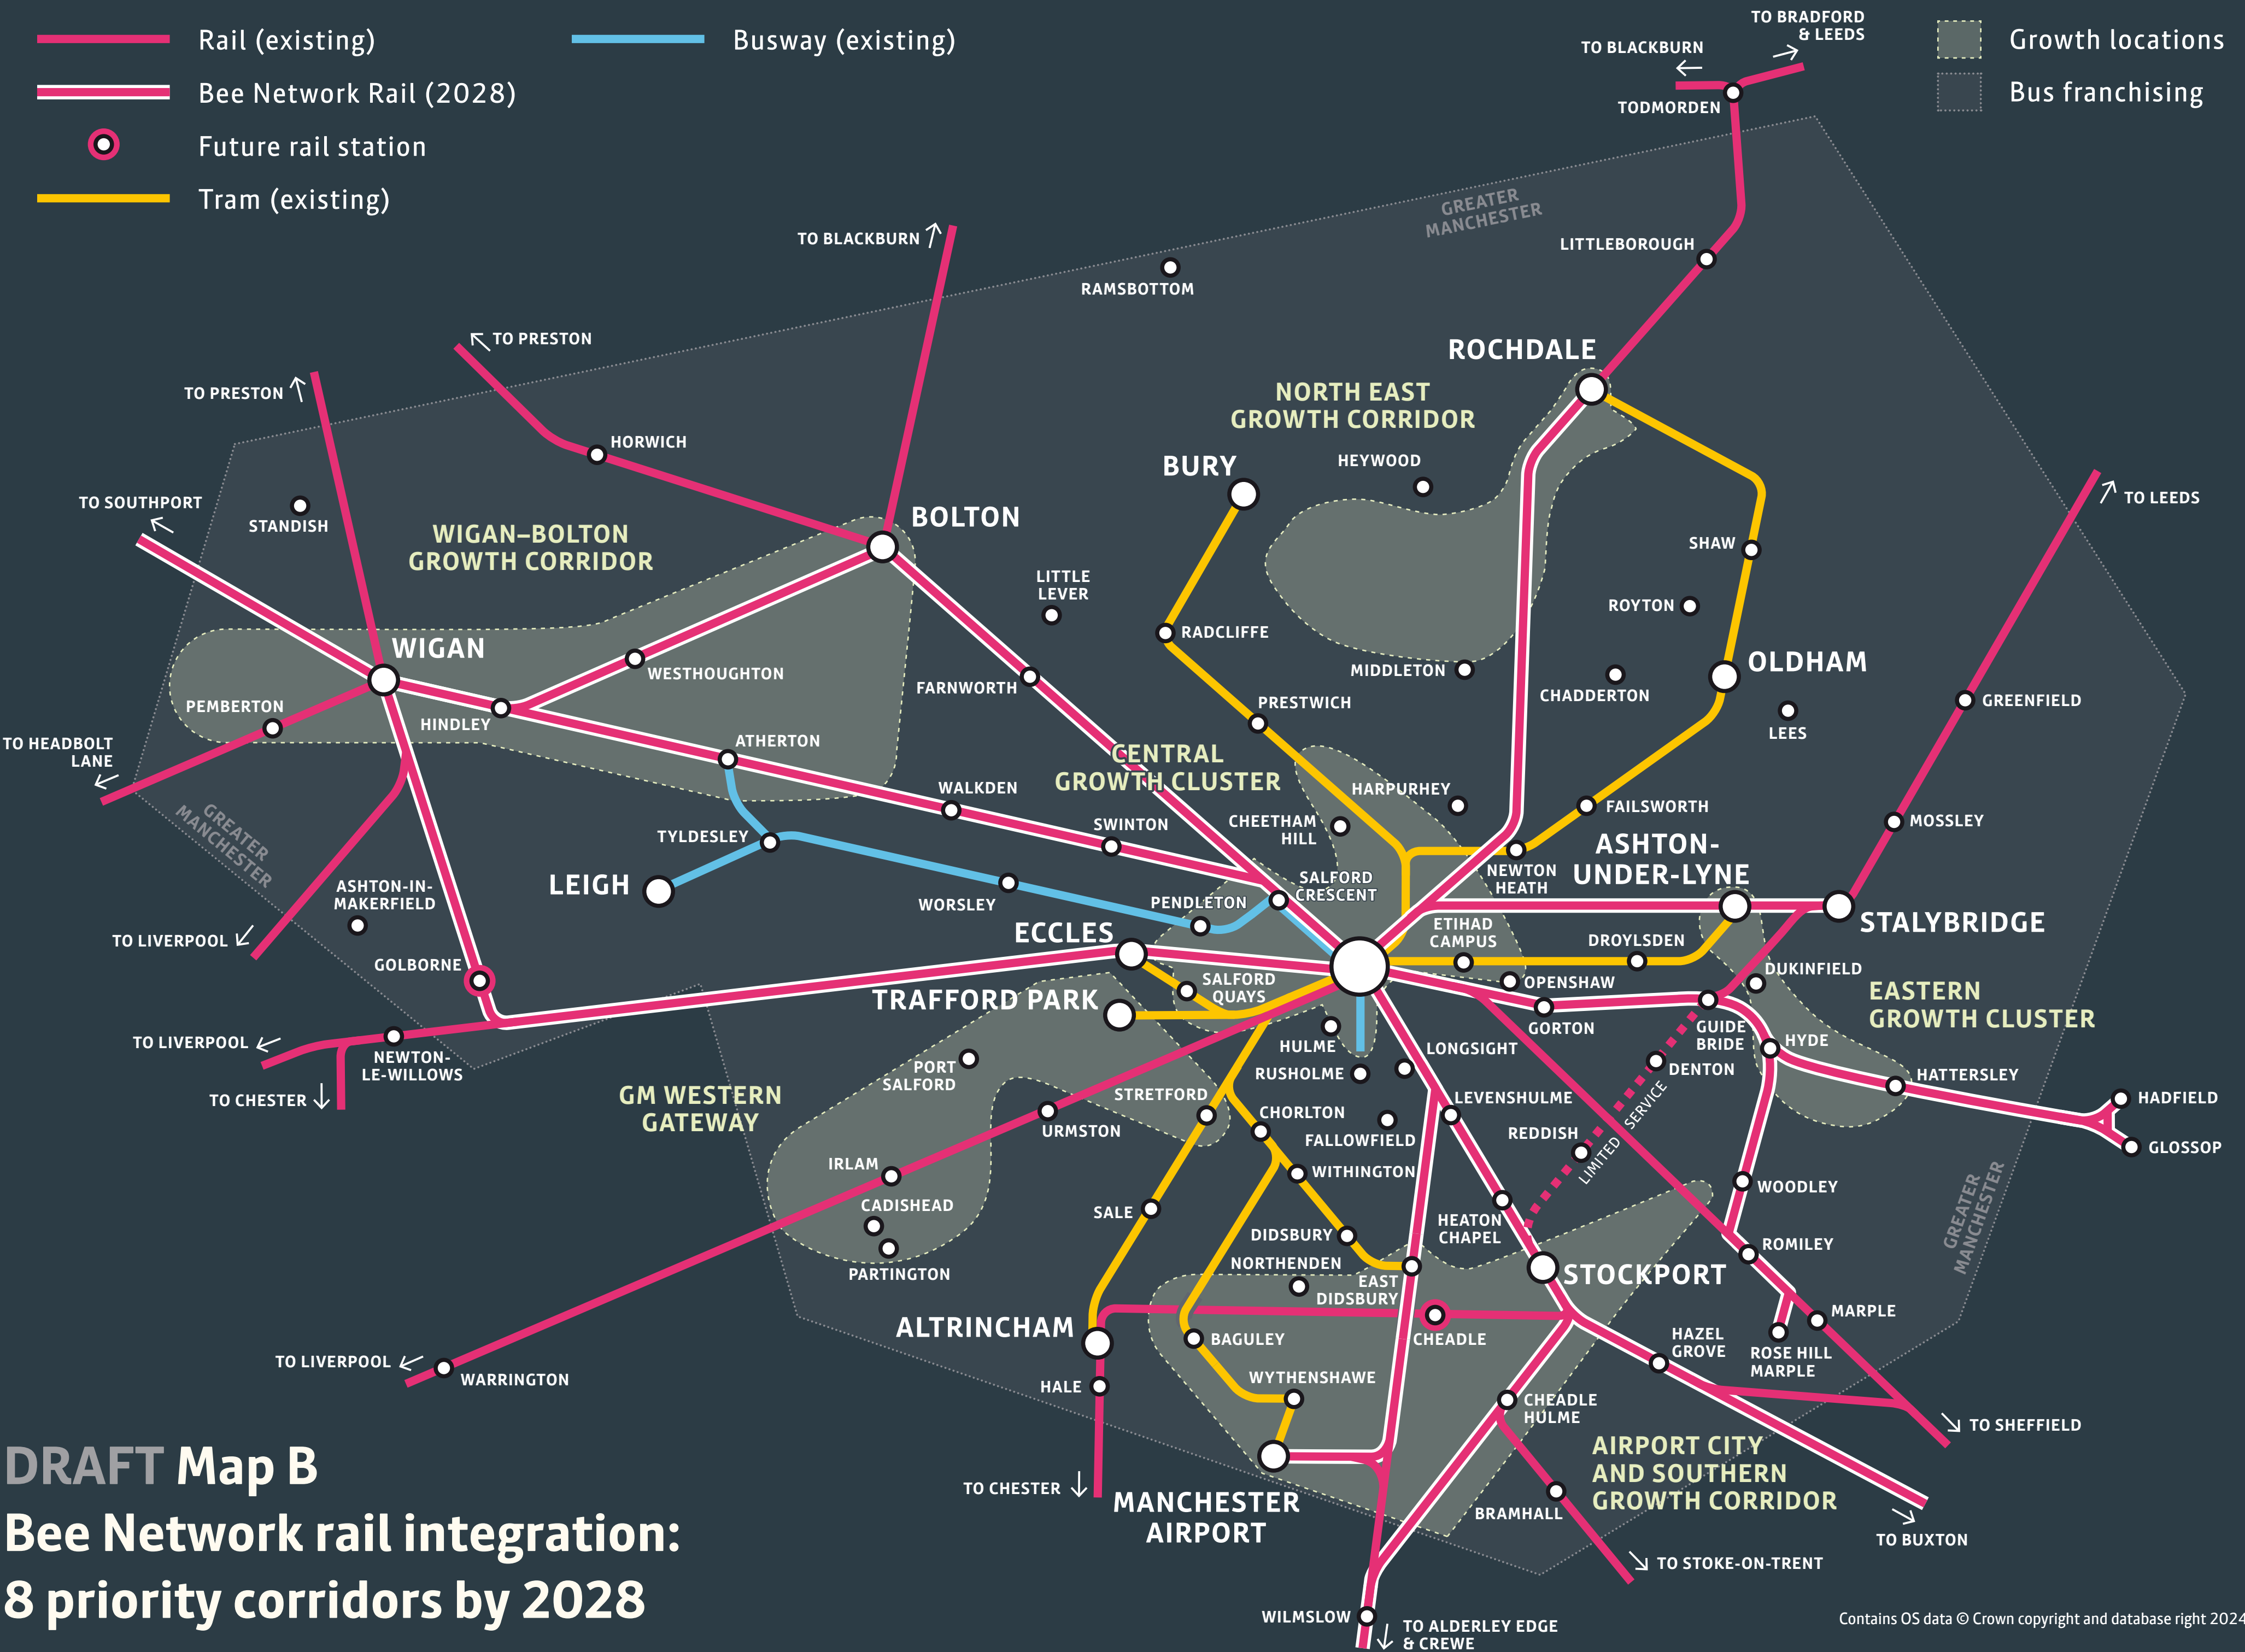 Rail (existing)
Bee Network Rail (2028)
Future rail station
Tram (existing)
Busway (existing)
Growth locations
Bus franchising
TO BLACKBURN
TO BRADFORD
& LEEDS
TODMORDEN
GREATER
MANCHESTER
LITTLEBOROUGH
TO BLACKBURN
RAMSBOTTOM
TO PRESTON
TO PRESTON
ROCHDALE
NORTH EAST
GROWTH CORRIDOR
HORWICH
HEYWOOD
BURY
TO SOUTHPORT
STANDISH
WIGAN–BOLTON
GROWTH CORRIDOR
BOLTON
TO LEEDS
SHAW
LITTLE
LEVER
ROYTON
RADCLIFFE
WIGAN
WESTHOUGHTON
FARNWORTH
MIDDLETON
CHADDERTON
OLDHAM
LEES
GREENFIELD
PEMBERTON
HINDLEY
PRESTWICH
TO HEADBOLT
LANE
ATHERTON
CENTRAL
GROWTH CLUSTER
WALKDEN
HARPURHEY
FAILSWORTH
MOSSLEY
GREATER
MANCHESTER
TYLDESLEY
SWINTON
CHEETHAM
HILL
NEWTON
HEATH
ASHTON-
UNDER-LYNE
LEIGH
ASHTON-IN-
MAKERFIELD
WORSLEY
PENDLETON
SALFORD
CRESCENT
STALYBRIDGE
TO LIVERPOOL
ECCLES
ETIHAD
CAMPUS
DROYLSDEN
GOLBORNE
DUKINFIELD
SALFORD
QUAYS
OPENSHAW
TRAFFORD PARK
EASTERN
GROWTH CLUSTER
GORTON
GUIDE
BRIDGE
HYDE
TO LIVERPOOL
NEWTON-
LE-WILLOWS
TO CHESTER
PORT
SALFORD
HULME
RUSHOLME
LONGSIGHT
DENTON
HATTERSLEY
GM WESTERN
GATEWAY
STRETFORD
LEVENSHULME
HADFIELD
URMSTON
CHORLTON
FALLOWFIELD
REDDISH
LIMITED SERVICE
GLOSSOP
IRLAM
WITHINGTON
WOODLEY
CADISHEAD
PARTINGTON
SALE
DIDSBURY
HEATON
CHAPEL
ROMILEY
GREATER
MANCHESTER
NORTHENDEN
EAST
DIDSBURY
STOCKPORT
ALTRINCHAM
BAGULEY
CHEADLE
HAZEL
GROVE
MARPLE
ROSE HILL
MARPLE
TO LIVERPOOL
WARRINGTON
HALE
WYTHENSHAWE
CHEADLE
HULME
TO SHEFFIELD
AIRPORT CITY
AND SOUTHERN
GROWTH CORRIDOR
TO CHESTER
MANCHESTER
AIRPORT
BRAMHALL
TO BUXTON
TO STOKE-ON-TRENT
WILMSLOW
TO ALDERLEY EDGE
& CREWE
DRAFT Map B
Bee Network rail integration:
8 priority corridors by 2028
Contains OS data © Crown copyright and database right 2024